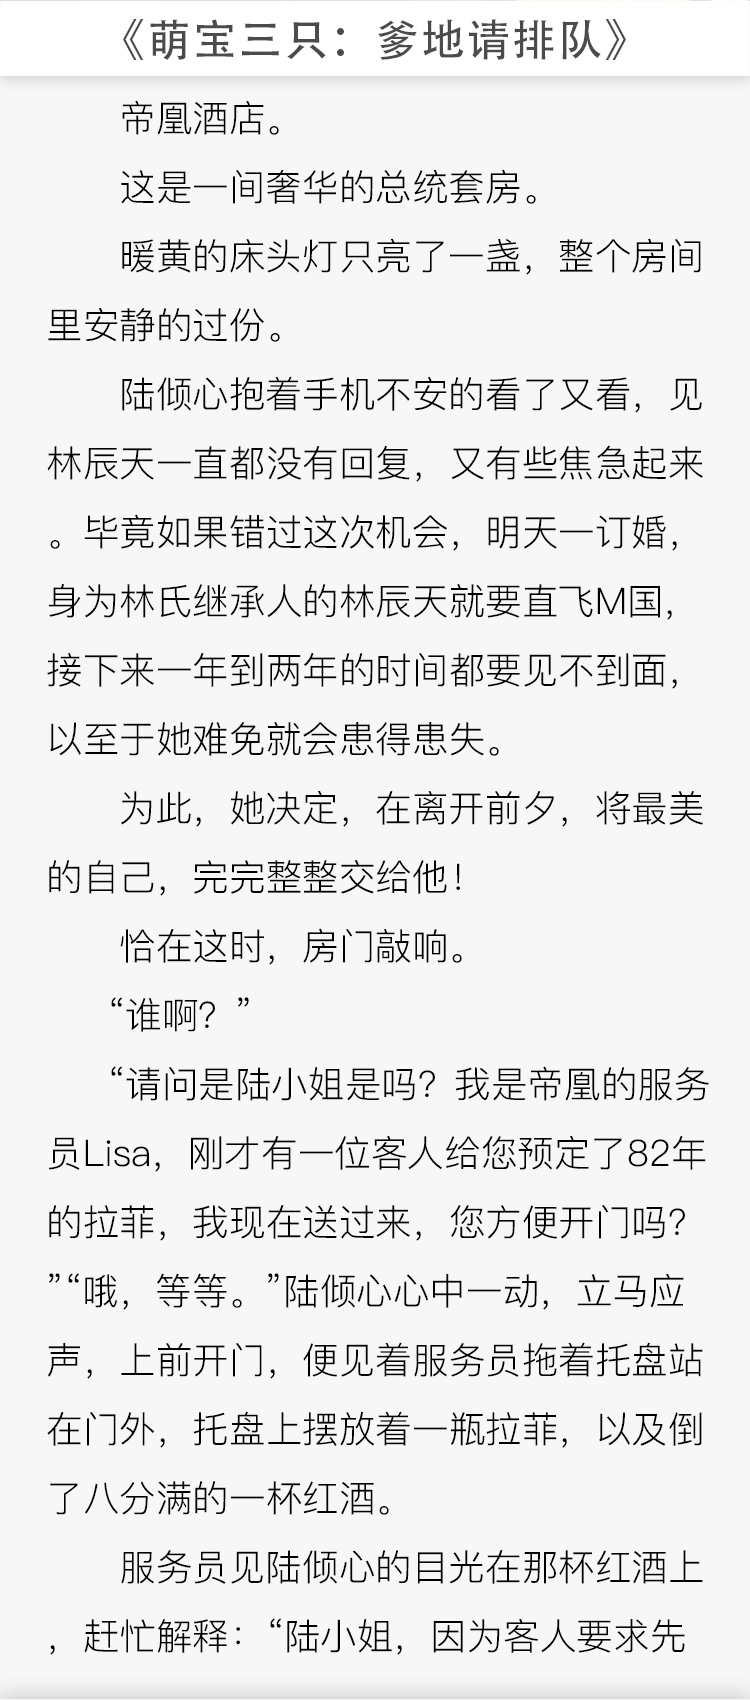 《萌宝三只：爹地请排队》
帝凰酒店。
这是一间奢华的总统套房。
暖黄的床头灯只亮了一盏，整个房间
里安静的过份。
陆倾心抱着手机不安的看了又看，见
林辰天一直都没有回复，又有些焦急起来
。毕竟如果错过这次机会，明天一订婚，
身为林氏继承人的林辰天就要直飞M国，
接下来一年到两年的时间都要见不到面，
以至于她难免就会患得患失。
为此，她决定，在离开前夕，将最美
的自己，完完整整交给他！
恰在这时，房门敲响。
“谁啊？”
“请问是陆小姐是吗？我是帝凰的服务
员Lisa，刚才有一位客人给您预定了82年
的拉菲，我现在送过来，您方便开门吗？
”“哦，等等。”陆倾心心中一动，立马应
声，上前开门，便见着服务员拖着托盘站
在门外，托盘上摆放着一瓶拉菲，以及倒
了八分满的一杯红酒。
服务员见陆倾心的目光在那杯红酒上
，赶忙解释：“陆小姐，因为客人要求先